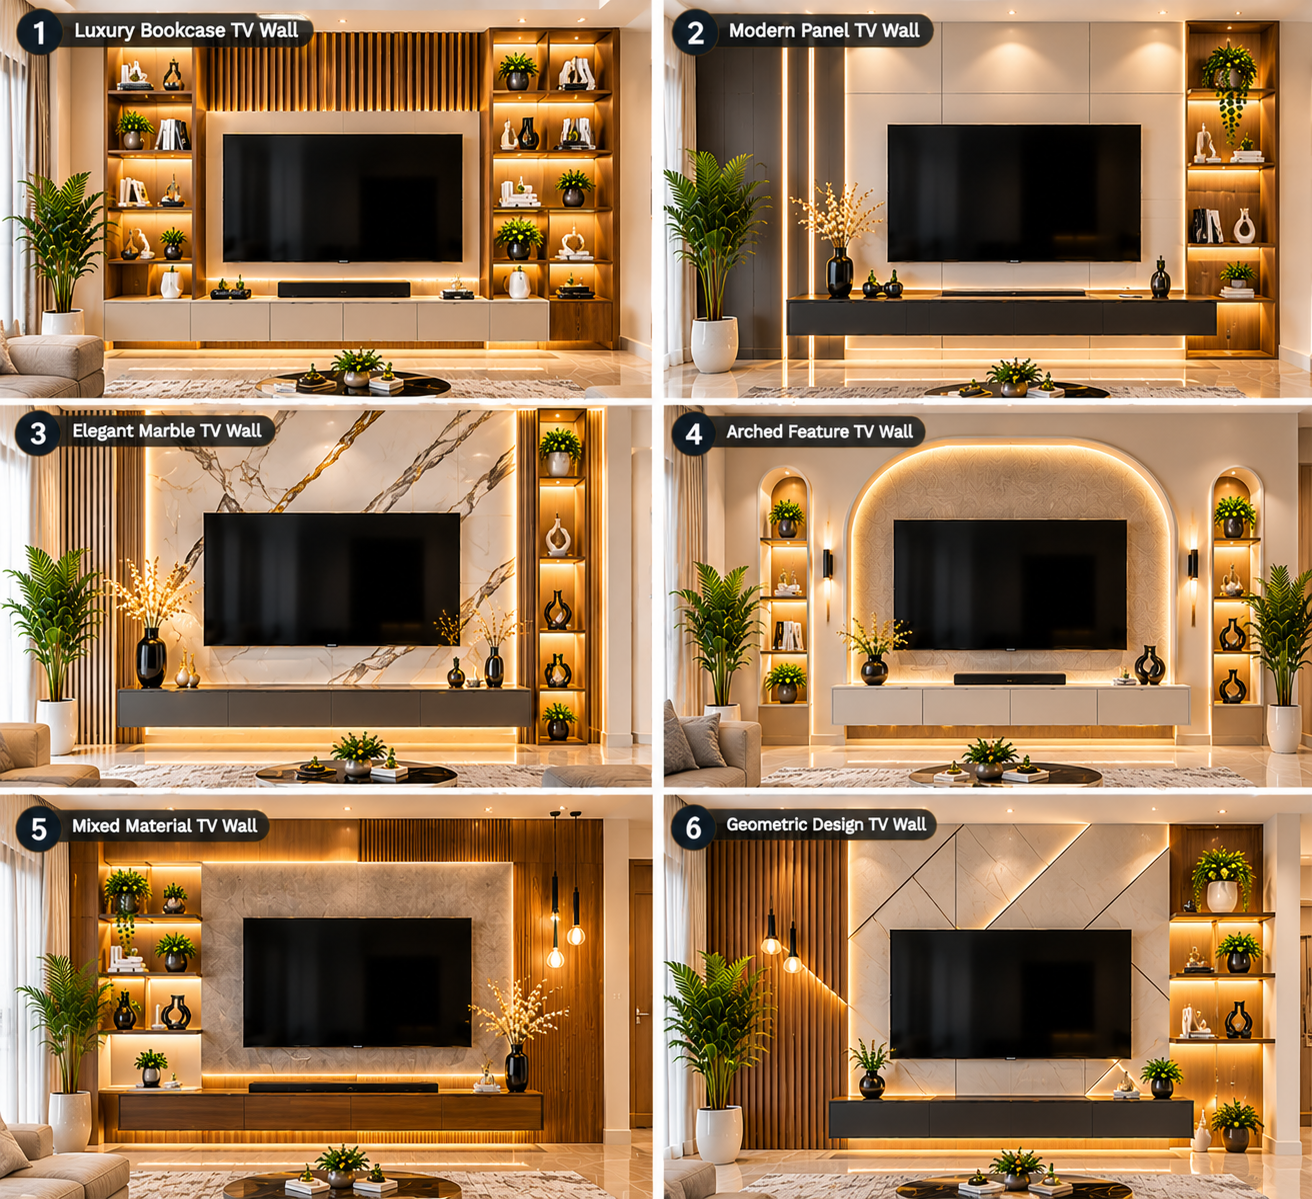 1 Luxury Bookcase TV Wall
2 Modern Panel TV Wall
3 Elegant Marble TV Wall
4 Arched Feature TV Wall
5 Mixed Material TV Wall
6 Geometric Design TV Wall